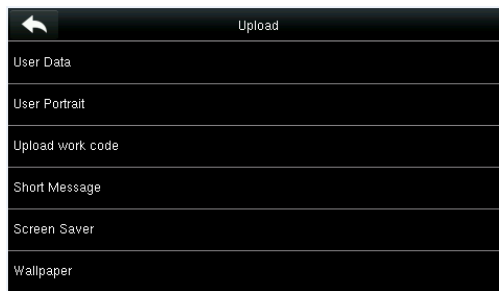 Upload
User Data
User Portrait
Upload work code
Short Message
Screen Saver
Wallpaper